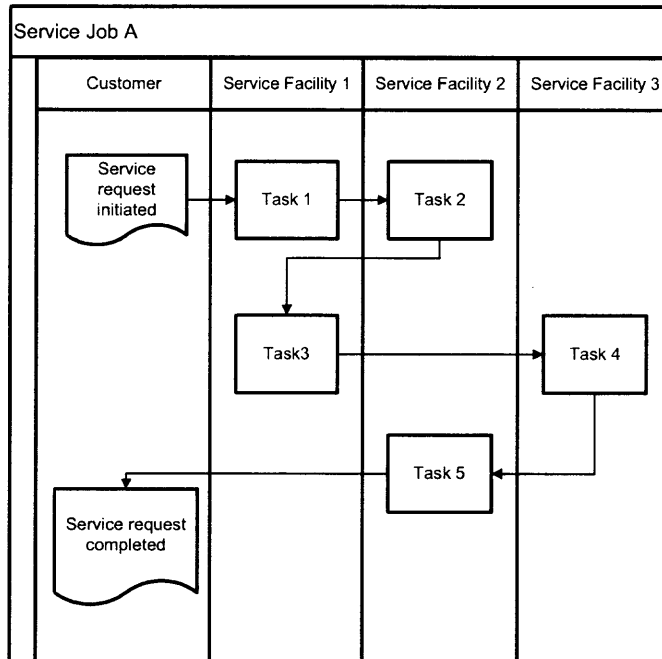 Service Job A
Customer
Service Facility 1
Service Facility 2
Service Facility 3
Service
request
initiated
Task 1
Task 2
Task3
Task 4
Task 5
Service request
completed